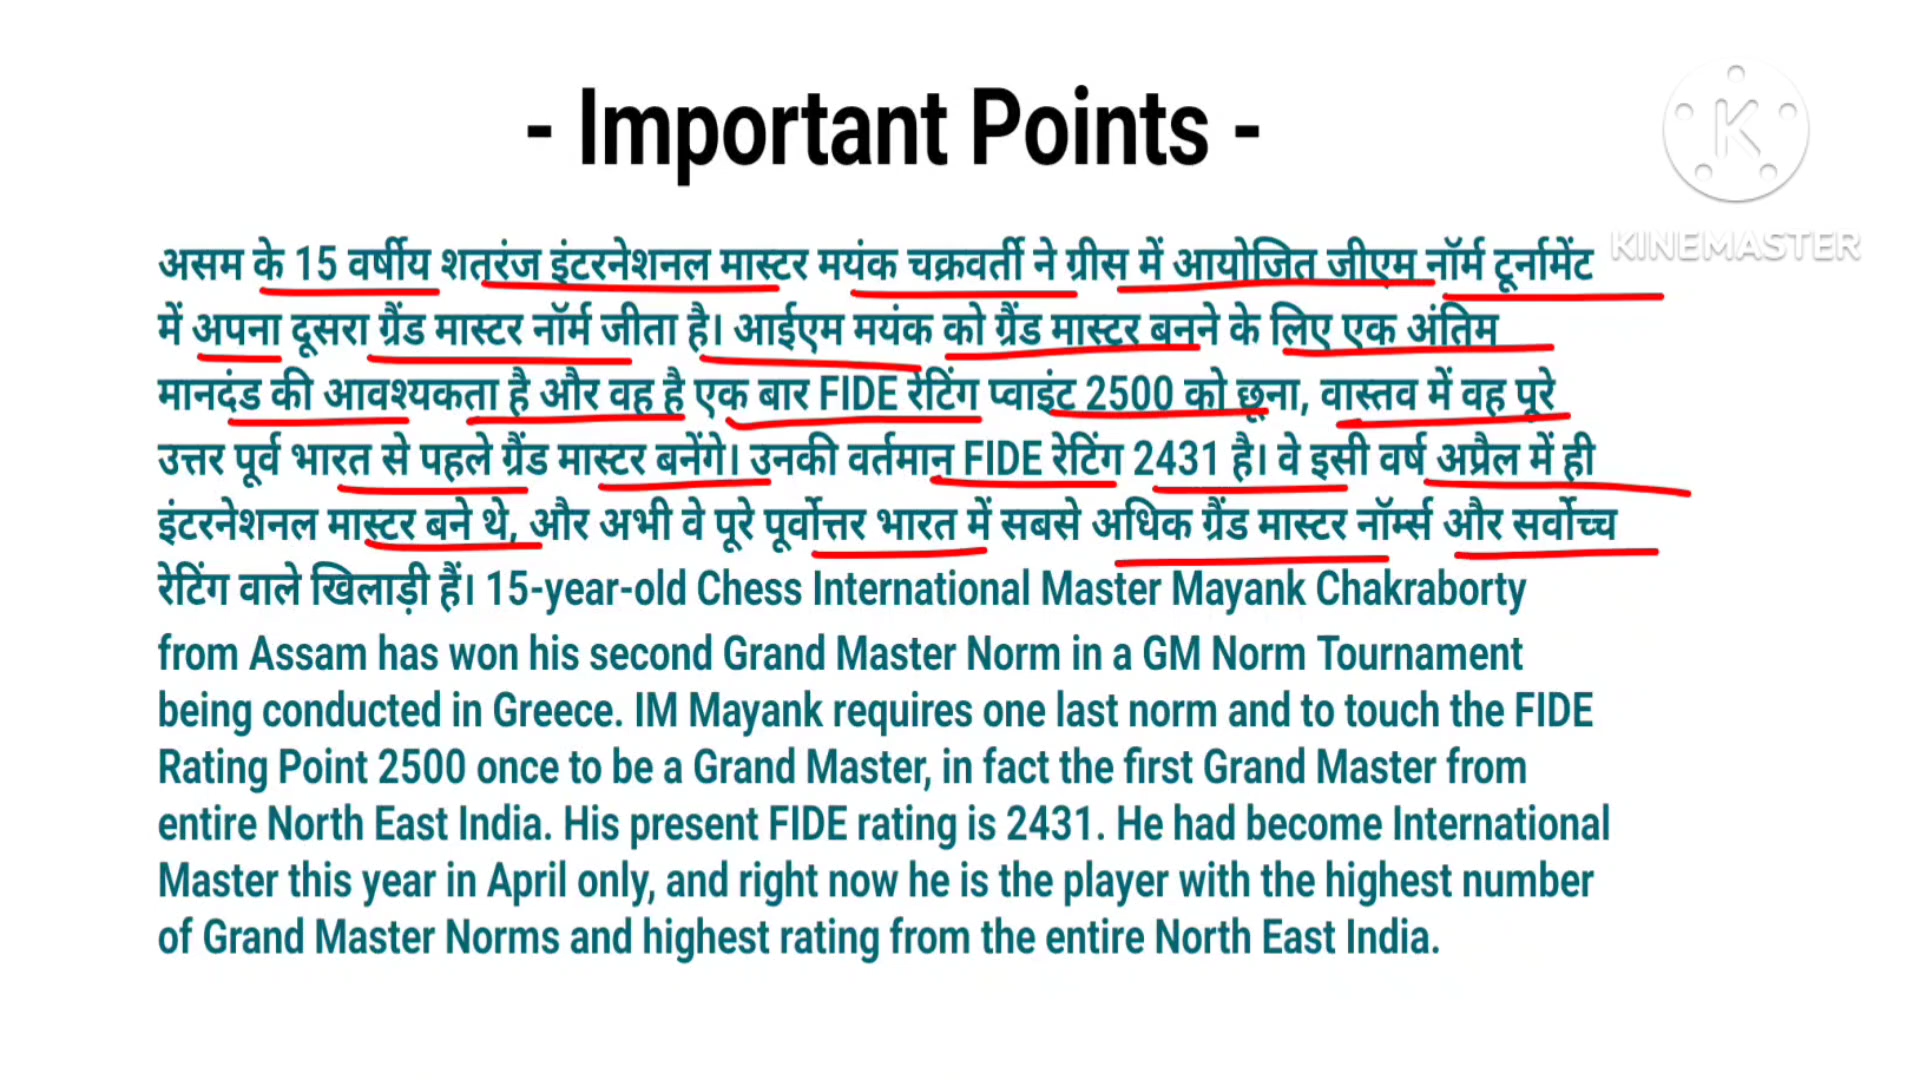 - Important Points -
KINEMASTER
असम के 15 वर्षीय शतरंज इंटरनेशनल मास्टर मयंक चक्रवर्ती ने ग्रीस में आयोजित जीएम नॉर्म टूर्नामेंट
में अपना दूसरा ग्रैंड मास्टर नॉर्म जीता है। आईएम मयंक को ग्रैंड मास्टर बनने के लिए एक अंतिम
मानदंड की आवश्यकता है और वह है एक बार FIDE रेटिंग प्वाइंट 2500 को छूना, वास्तव में वह पूरे
उत्तर पूर्व भारत से पहले ग्रैंड मास्टर बनेंगे। उनकी वर्तमान FIDE रेटिंग 2431 है। वे इसी वर्ष अप्रैल में ही
इंटरनेशनल मास्टर बने थे, और अभी वे पूरे पूर्वोत्तर भारत में सबसे अधिक ग्रैंड मास्टर नॉर्म्स और सर्वोच्च
रेटिंग वाले खिलाड़ी हैं। 15-year-old Chess International Master Mayank Chakraborty
from Assam has won his second Grand Master Norm in a GM Norm Tournament
being conducted in Greece. IM Mayank requires one last norm and to touch the FIDE
Rating Point 2500 once to be a Grand Master, in fact the first Grand Master from
entire North East India. His present FIDE rating is 2431. He had become International
Master this year in April only, and right now he is the player with the highest number
of Grand Master Norms and highest rating from the entire North East India.